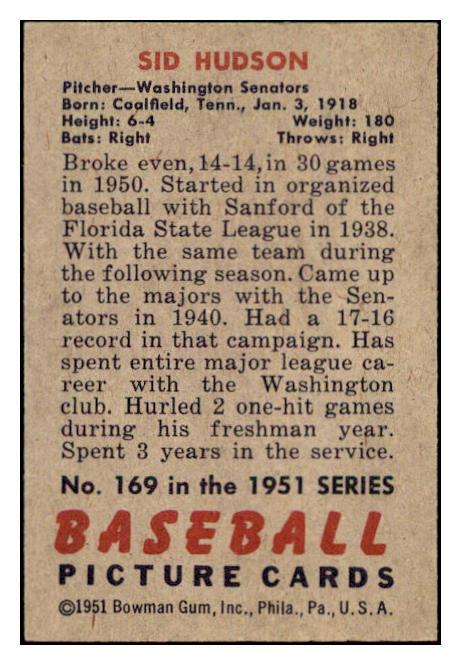 SID HUDSON
Pitcher—Washington Senators
Born: Coalfield, Tenn., Jan. 3, 1918
Height: 6-4 Weight: 180
Bats: Right Throws: Right
Broke even, 14-14, in 30 games
in 1950. Started in organized
baseball with Sanford of the
Florida State League in 1938.
With the same team during
the following season. Came up
to the majors with the Sen-
ators in 1940. Had a 17-16
record in that campaign. Has
spent entire major league ca-
reer with the Washington
club. Hurled 2 one-hit games
during his freshman year.
Spent 3 years in the service.
No. 169 in the 1951 SERIES
BASEBALL
PICTURE CARDS
©1951 Bowman Gum, Inc., Phila., Pa., U.S.A.